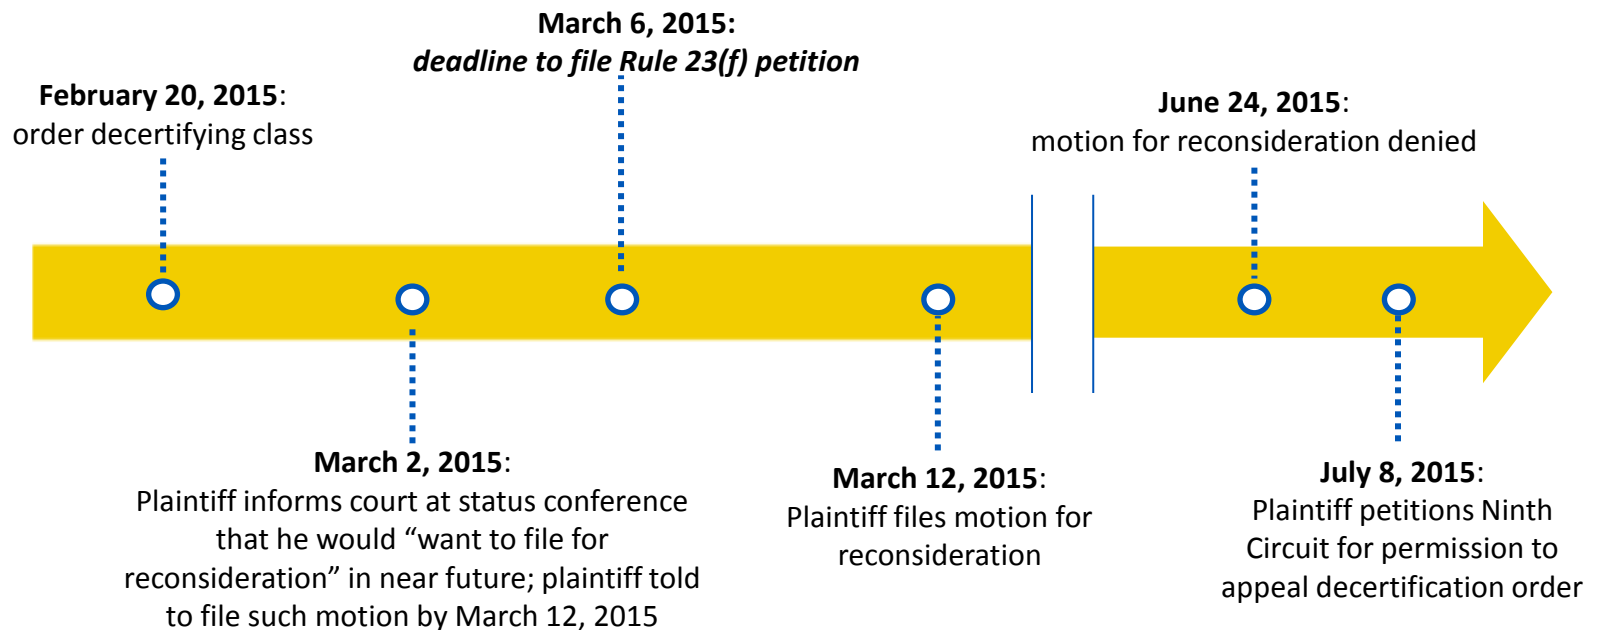 March 6, 2015:
deadline to file Rule 23(f) petition
February 20, 2015:
order decertifying class
June 24, 2015:
motion for reconsideration denied
March 2, 2015:
Plaintiff informs court at status conference
that he would “want to file for
reconsideration” in near future; plaintiff told
to file such motion by March 12, 2015
March 12, 2015:
Plaintiff files motion for
reconsideration
July 8, 2015:
Plaintiff petitions Ninth
Circuit for permission to
appeal decertification order